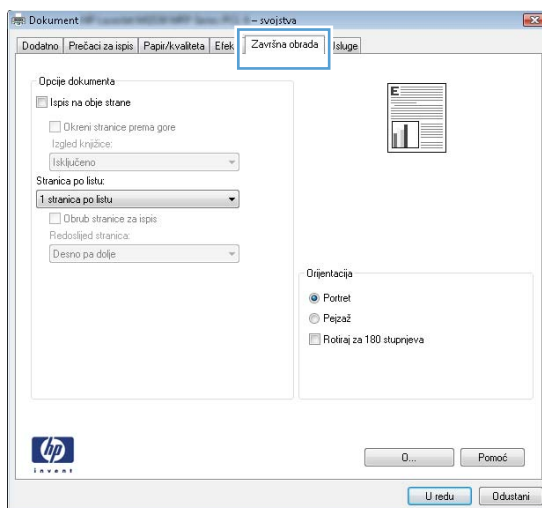 Dokument
– svojstva
Dodatno Prečaci za ispis Papir/kvaliteta Efek Završna obrada sluge
Opcije dokumenta
Ispis na obje strane
Okreni stranice prema gore
Izgled knjižice:
Isključeno
Stranica po listu:
1 stranica po listu
Obrub stranice za ispis
Redoslijed stranica:
Desno pa dolje
E
Orijentacija
Portret
Pejzaž
Rotiraj za 180 stupnjeva
hp
invent
O...
Pomoć
U redu
Odustani